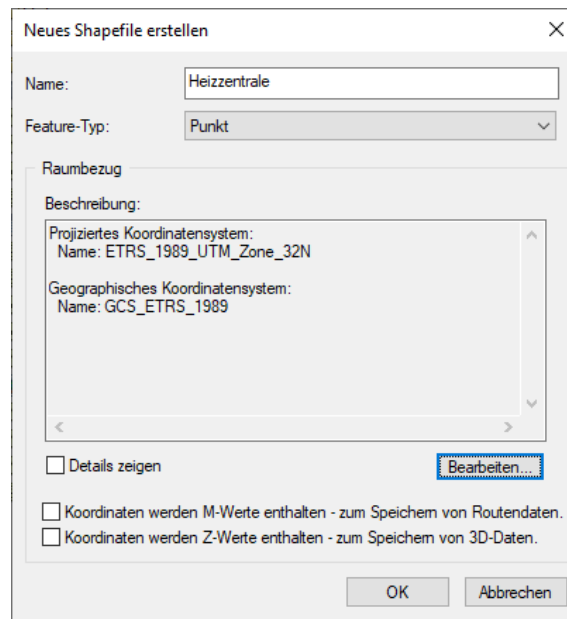 Neues Shapefile erstellen
Name:
Heizzentrale
Feature-Typ:
Punkt
Raumbezug
Beschreibung:
Projiziertes Koordinatensystem:
Name: ETRS_1989_UTM_Zone_32N
Geographisches Koordinatensystem:
Name: GCS_ETRS_1989
Details zeigen
Bearbeiten...
Koordinaten werden M-Werte enthalten - zum Speichern von Routendaten.
Koordinaten werden Z-Werte enthalten - zum Speichern von 3D-Daten.
OK
Abbrechen